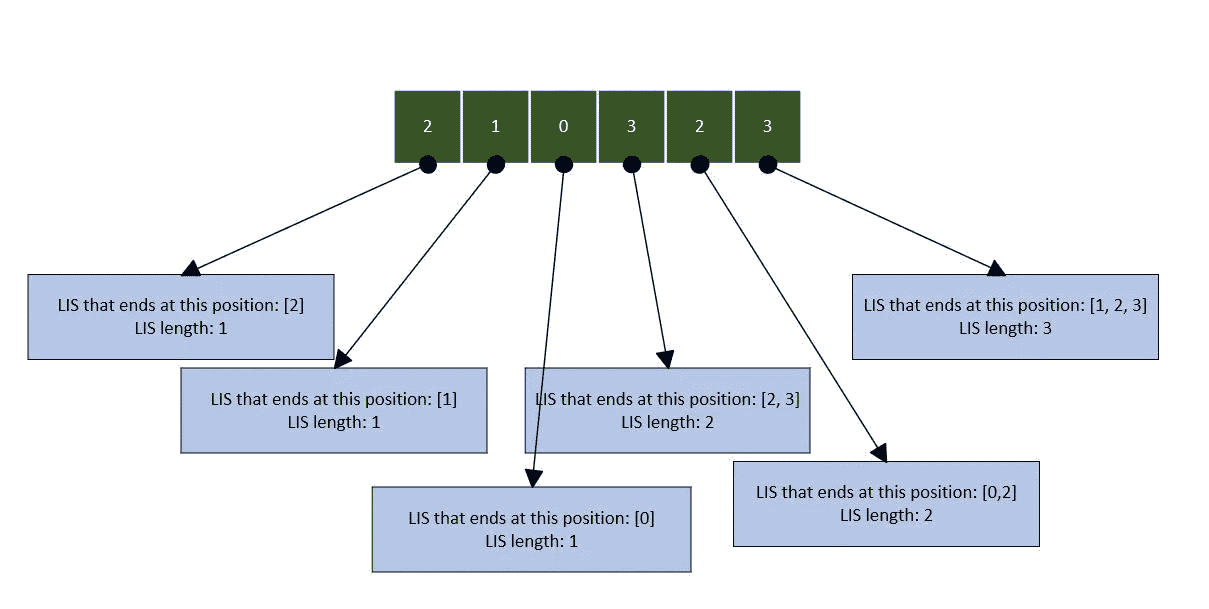 2 1 0 3 2 3
LIS that ends at this position: [2]
LIS length: 1
LIS that ends at this position: [1, 2, 3]
LIS length: 3
LIS that ends at this position: [1]
LIS length: 1
LIS that ends at this position: [2, 3]
LIS length: 2
LIS that ends at this position: [0,2]
LIS length: 2
LIS that ends at this position: [0]
LIS length: 1